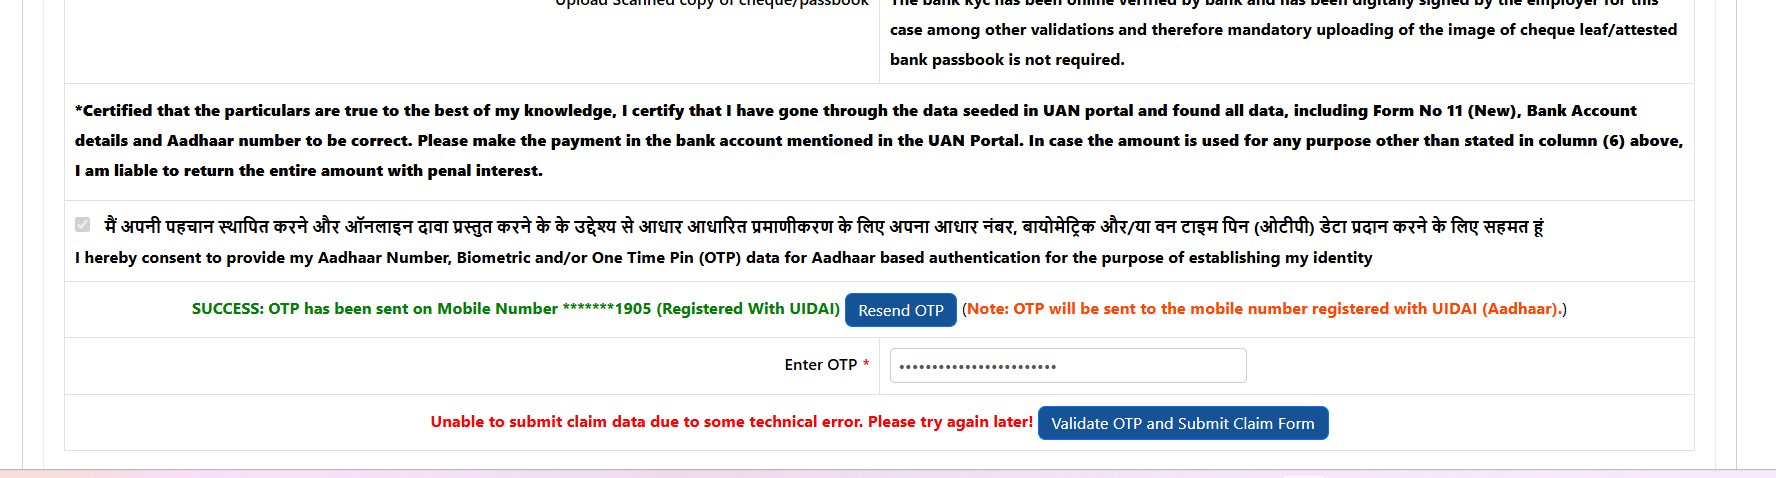 Upload Scanned copy of cheque/passbook
The bank kyc has been online verified by bank and has been digitally signed by the employer for this
case among other validations and therefore mandatory uploading of the image of cheque leaf/attested
bank passbook is not required.
*Certified that the particulars are true to the best of my knowledge, I certify that I have gone through the data seeded in UAN portal and found all data, including Form No 11 (New), Bank Account
details and Aadhaar number to be correct. Please make the payment in the bank account mentioned in the UAN Portal. In case the amount is used for any purpose other than stated in column (6) above,
I am liable to return the entire amount with penal interest.
मैं अपनी पहचान स्थापित करने और ऑनलाइन दावा प्रस्तुत करने के के उद्देश्य से आधार आधारित प्रमाणीकरण के लिए अपना आधार नंबर, बायोमेट्रिक और/या वन टाइम पिन (ओटीपी) डेटा प्रदान करने के लिए सहमत हूं
I hereby consent to provide my Aadhaar Number, Biometric and/or One Time Pin (OTP) data for Aadhaar based authentication for the purpose of establishing my identity
SUCCESS: OTP has been sent on Mobile Number *******1905 (Registered With UIDAI) Resend OTP (Note: OTP will be sent to the mobile number registered with UIDAI (Aadhaar).)
Enter OTP *
Unable to submit claim data due to some technical error. Please try again later! Validate OTP and Submit Claim Form